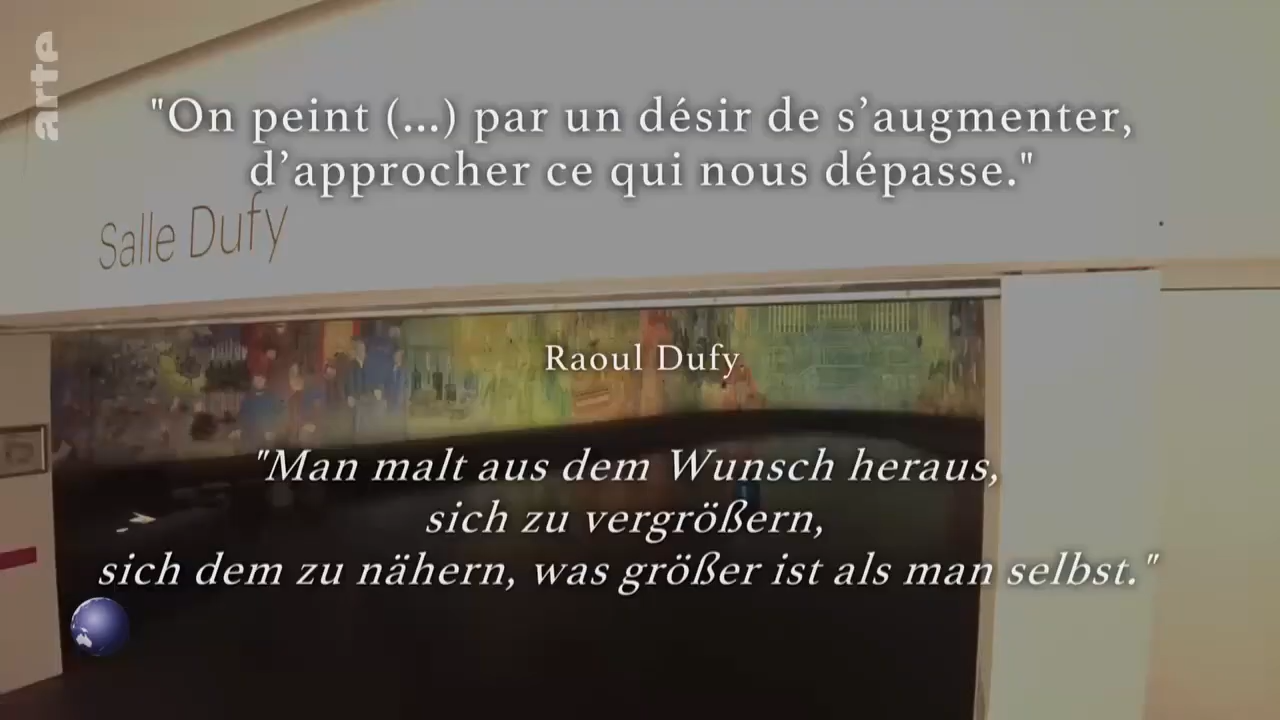 arte
"On peint (...) par un désir de s’augmenter,
d’approcher ce qui nous dépasse."
Salle Dufy
Raoul Dufy
"Man malt aus dem Wunsch heraus,
sich zu vergrößern,
sich dem zu nähern, was größer ist als man selbst."